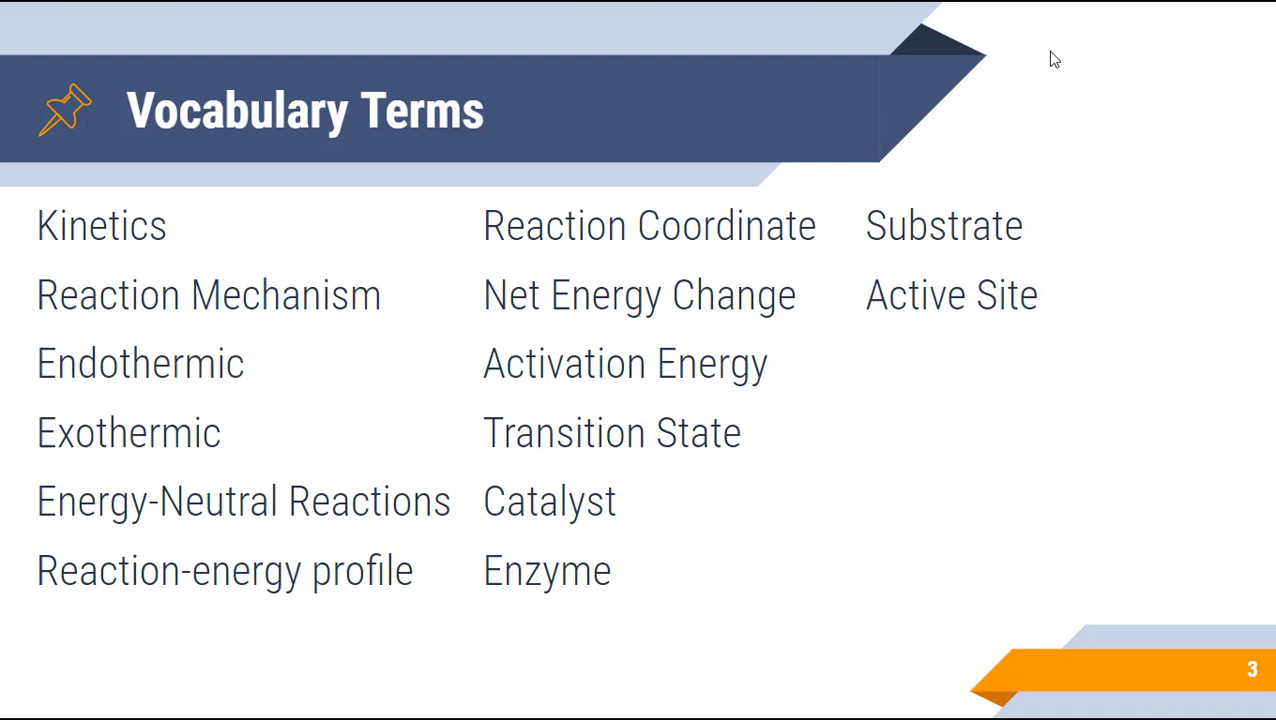 Vocabulary Terms
Kinetics
Reaction Mechanism
Endothermic
Exothermic
Energy-Neutral Reactions
Reaction-energy profile
Reaction Coordinate
Net Energy Change
Activation Energy
Transition State
Catalyst
Enzyme
Substrate
Active Site
3